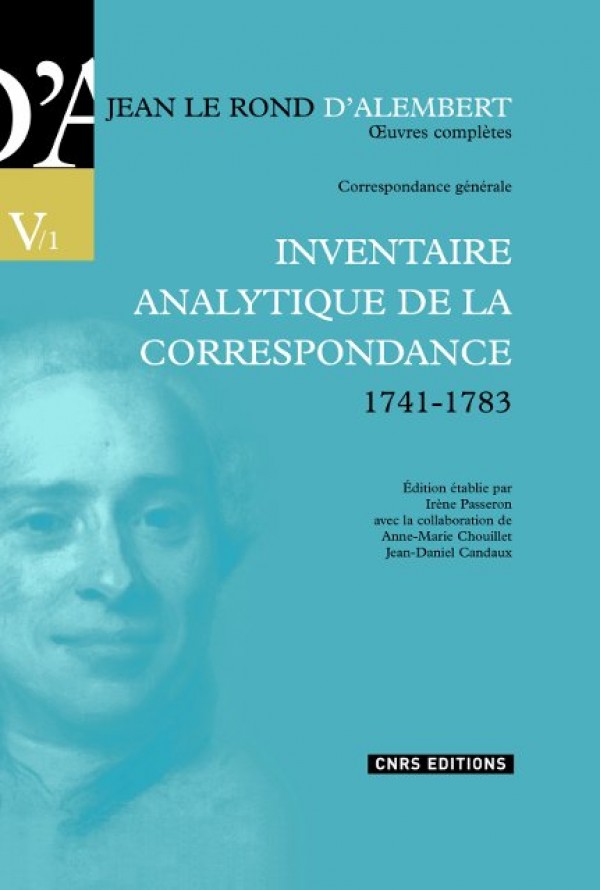 D'A
JEAN LE ROND D'ALEMBERT
Œuvres complètes
Correspondance générale
V/1
INVENTAIRE
ANALYTIQUE DE LA
CORRESPONDANCE
1741-1783
Édition établie par
Irène Passeron
avec la collaboration de
Anne-Marie Chouillet
Jean-Daniel Candaux
CNRS EDITIONS